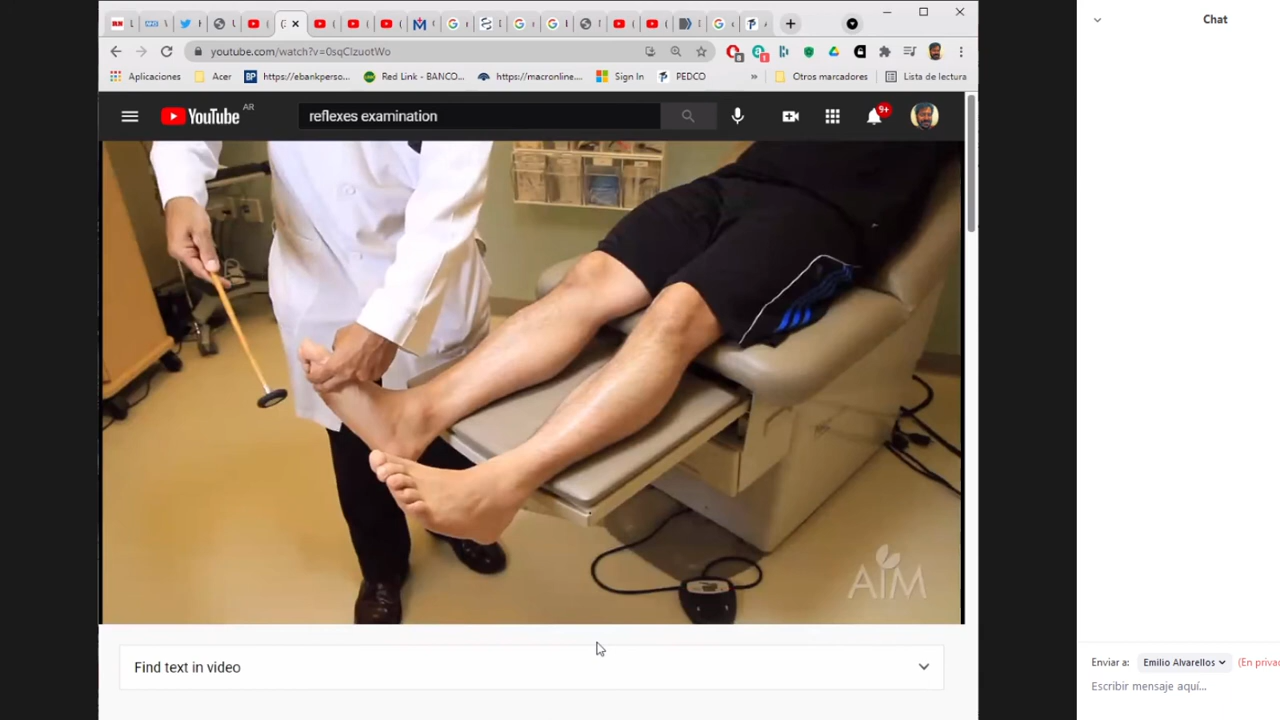 youtube.com/watch?v=0sqCIzuotWo
Aplicaciones Acer BP https://ebankperso... Red Link - BANCO... https://macronline... Sign In PEDCO » Otros marcadores Lista de lectura
YouTube AR
reflexes examination
9+
AIM
Find text in video
Chat
Enviar a: Emilio Alvarellos (En priva
Escribir mensaje aquí...